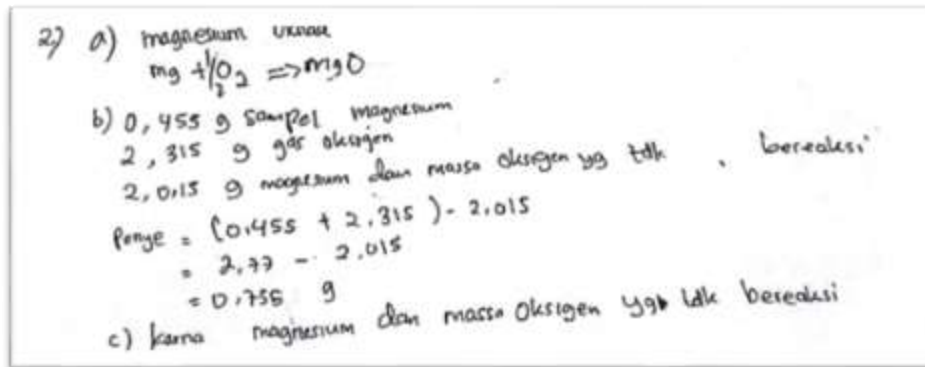 2) a) magnesium
Mg + 1/2 O2 => MgO
b) 0,455 g sampel magnesium
2,315 g gas oksigen
2,015 g magnesium dan massa oksigen yg tdk bereaksi
Penye = (0,455 + 2,315) - 2,015
= 2,77 - 2,015
= 0,755 g
c) karna magnesium dan massa oksigen yg tdk bereaksi